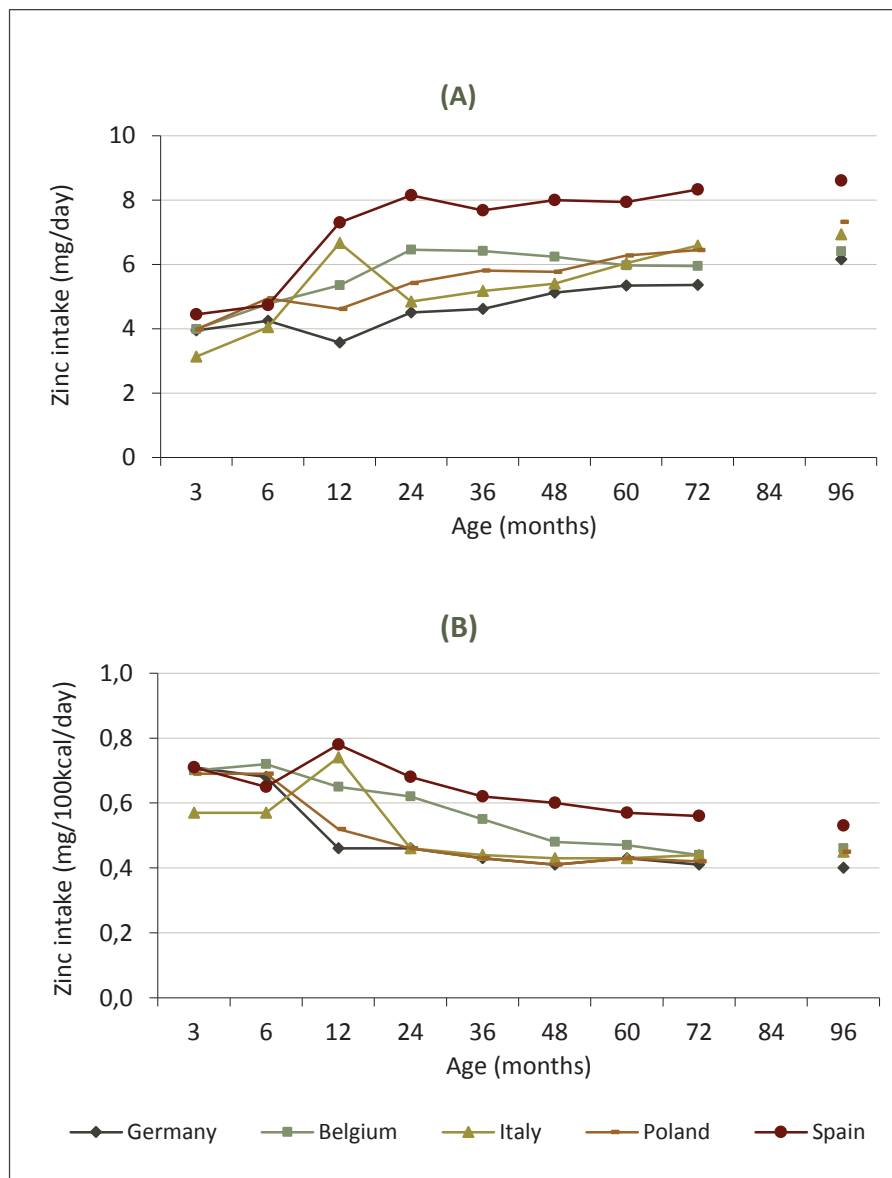 (A)
Zinc intake (mg/day)
10
8
6
4
2
0
3 6 12 24 36 48 60 72 84 96
Age (months)
(B)
Zinc intake (mg/100kcal/day)
1,0
0,8
0,6
0,4
0,2
0,0
3 6 12 24 36 48 60 72 84 96
Age (months)
Germany Belgium Italy Poland Spain